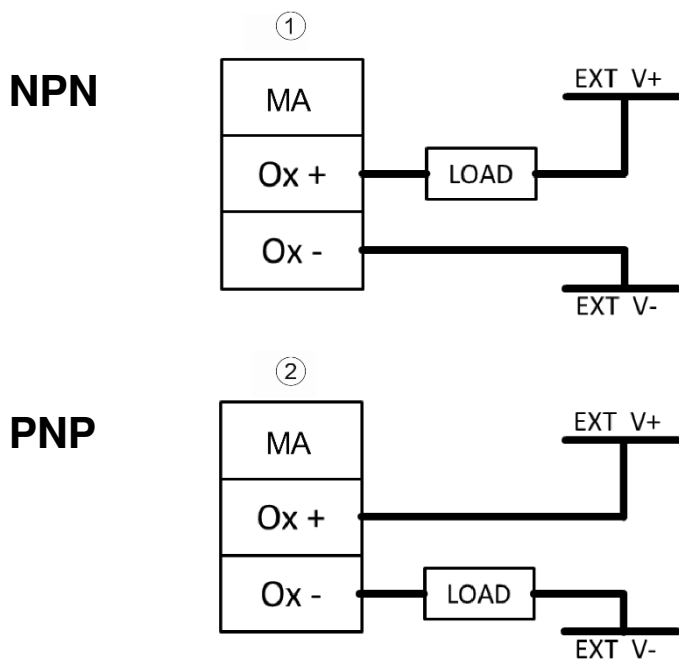 ①
NPN
MA
EXT V+
Ox +
LOAD
Ox -
EXT V-
②
PNP
MA
EXT V+
Ox +
Ox -
LOAD
EXT V-